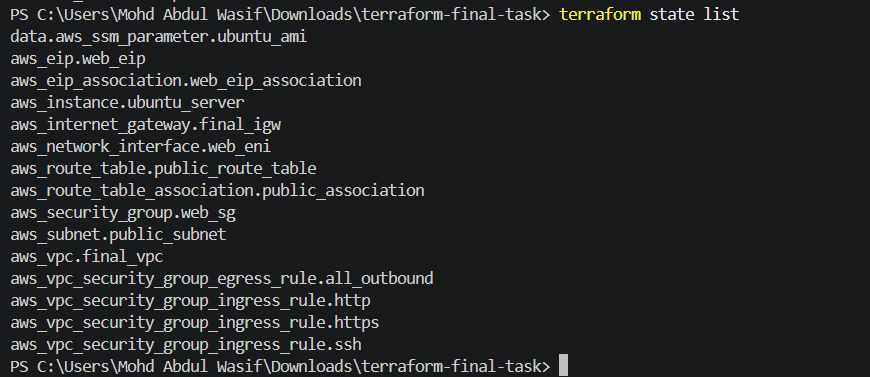 PS C:\Users\Mohd Abdul Wasif\Downloads\terraform-final-task> terraform state list
data.aws_ssm_parameter.ubuntu_ami
aws_eip.web_eip
aws_eip_association.web_eip_association
aws_instance.ubuntu_server
aws_internet_gateway.final_igw
aws_network_interface.web_eni
aws_route_table.public_route_table
aws_route_table_association.public_association
aws_security_group.web_sg
aws_subnet.public_subnet
aws_vpc.final_vpc
aws_vpc_security_group_egress_rule.all_outbound
aws_vpc_security_group_ingress_rule.http
aws_vpc_security_group_ingress_rule.https
aws_vpc_security_group_ingress_rule.ssh
PS C:\Users\Mohd Abdul Wasif\Downloads\terraform-final-task>